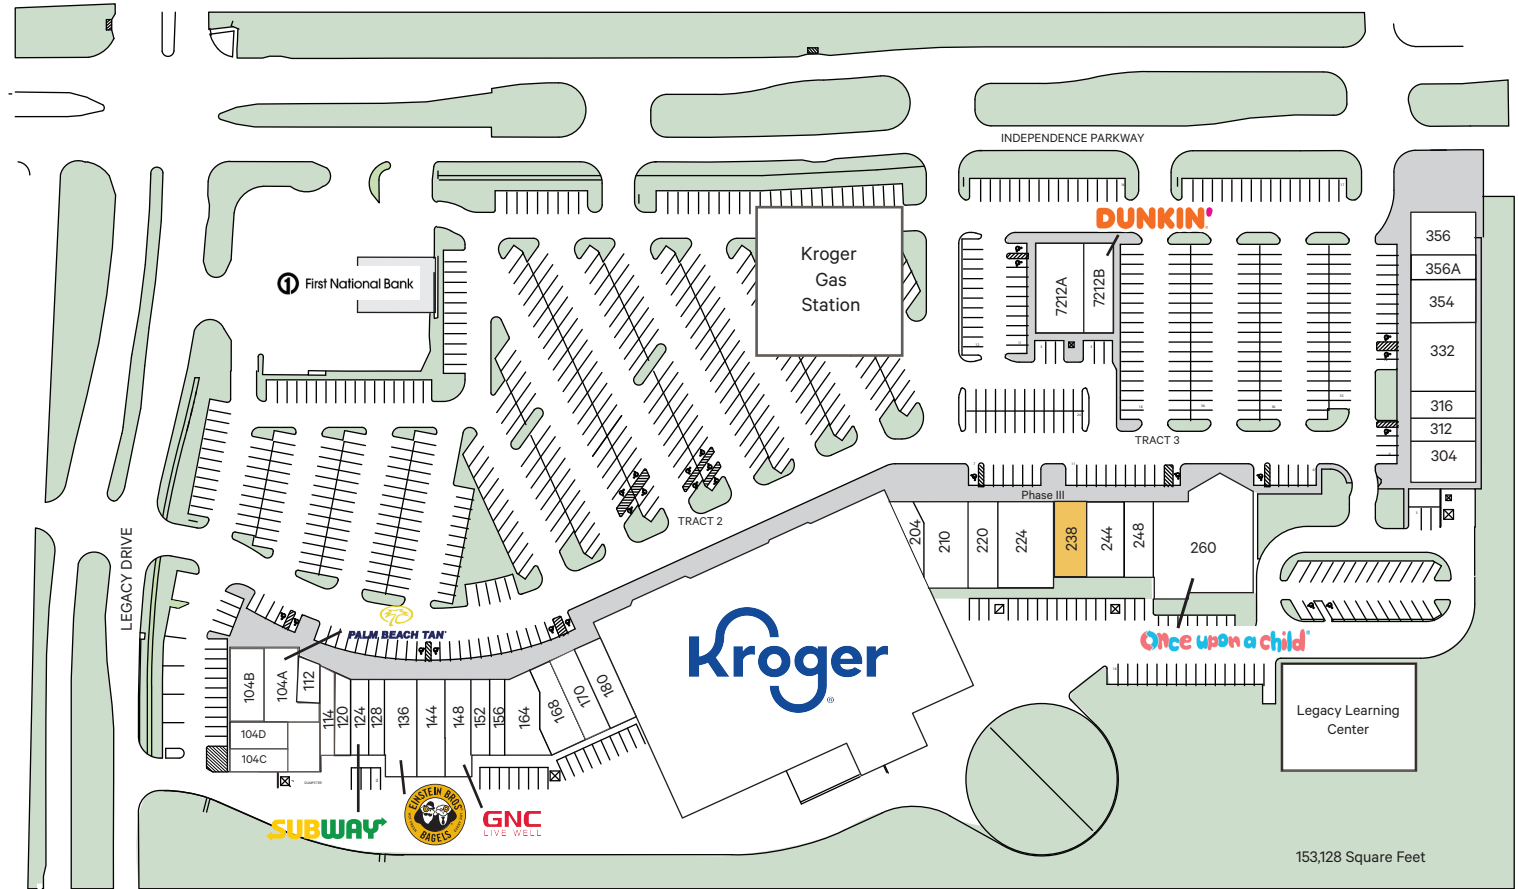 INDEPENDENCE PARKWAY
DUNKIN'
356
356A
354
332
316
312
304
7212A
7212B
Kroger
Gas
Station
First National Bank
TRACT 3
TRACT 2
Phase III
204
210
220
224
238
244
248
260
LEGACY DRIVE
PALM BEACH TAN
104B
104A
112
104D
104C
114
120
124
128
136
144
148
152
156
164
168
170
180
Kroger
®
Once upon a child
Legacy Learning
Center
DUMPSTER
SUBWAY
EINSTEIN BROS
BAGELS
GNC
LIVE WELL
153,128 Square Feet